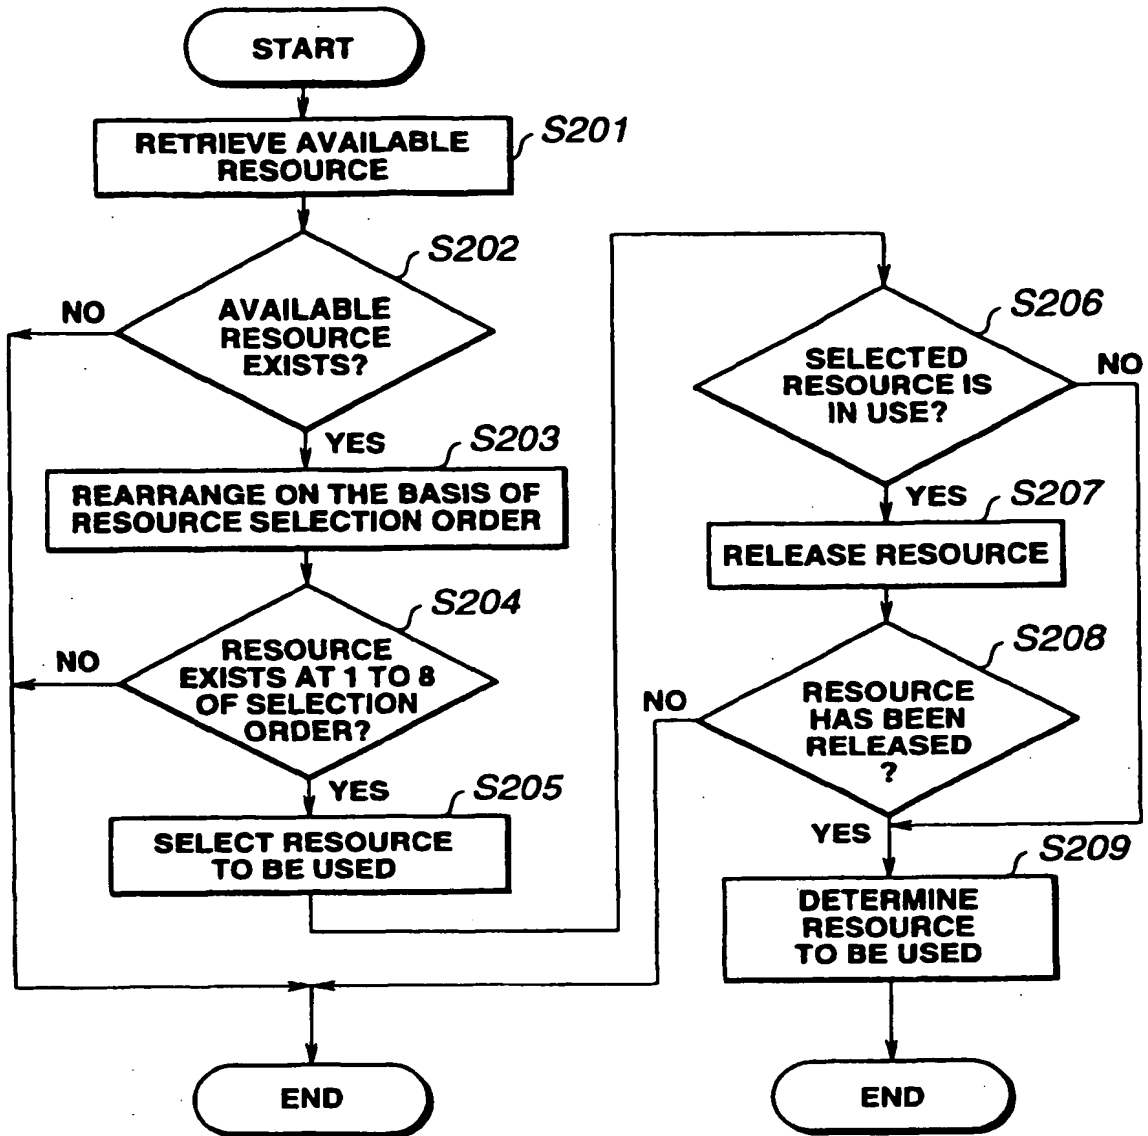 START
RETRIEVE AVAILABLE
RESOURCE
S201
AVAILABLE
RESOURCE
EXISTS?
S202
NO
YES
REARRANGE ON THE BASIS OF
RESOURCE SELECTION ORDER
S203
RESOURCE
EXISTS AT 1 TO 8
OF SELECTION
ORDER?
S204
NO
YES
SELECT RESOURCE
TO BE USED
S205
END
SELECTED
RESOURCE IS
IN USE?
S206
NO
YES
RELEASE RESOURCE
S207
RESOURCE
HAS BEEN
RELEASED
?
S208
NO
YES
DETERMINE
RESOURCE
TO BE USED
S209
END